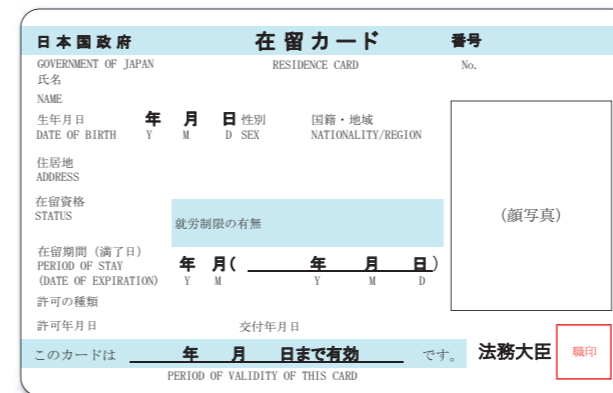 日本国政府 在留カード 番号
GOVERNMENT OF JAPAN RESIDENCE CARD No.
氏名
NAME
生年月日 年 月 日 性別 国籍・地域
DATE OF BIRTH Y M D SEX NATIONALITY/REGION
住居地
ADDRESS
在留資格
STATUS
就労制限の有無
(顔写真)
在留期間(満了日)
PERIOD OF STAY 年 月( 年 月 日)
(DATE OF EXPIRATION) Y M Y M D
許可の種類
許可年月日 交付年月日
このカードは 年 月 日まで有効 です。 法務大臣 職印
PERIOD OF VALIDITY OF THIS CARD